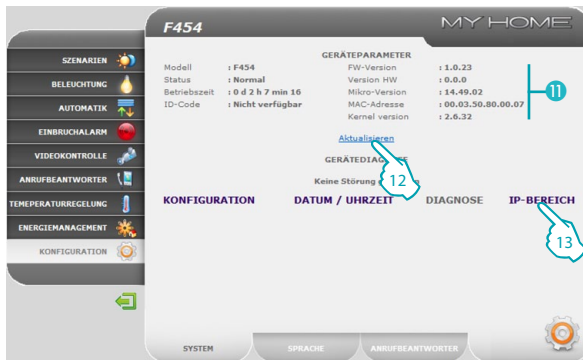 F454
MY HOME
SZENARIEN
BELEUCHTUNG
AUTOMATIK
EINBRUCHALARM
VIDEOKONTROLLE
ANRUFBEANTWORTER
TEMEPERATURREGELUNG
ENERGIEMANAGEMENT
KONFIGURATION
GERÄTEPARAMETER
Modell : F454 FW-Version : 1.0.23
Status : Normal Version HW : 0.0.0
Betriebszeit : 0 d 2 h 7 min 16 Mikro-Version : 14.49.02
ID-Code : Nicht verfügbar MAC-Adresse : 00.03.50.80.00.07
Kernel version : 2.6.32
11
Aktualisieren
12
Keine Störung
KONFIGURATION DATUM / UHRZEIT DIAGNOSE IP-BEREICH
13
SYSTEM SPRACHE ANRUFBEANTWORTER